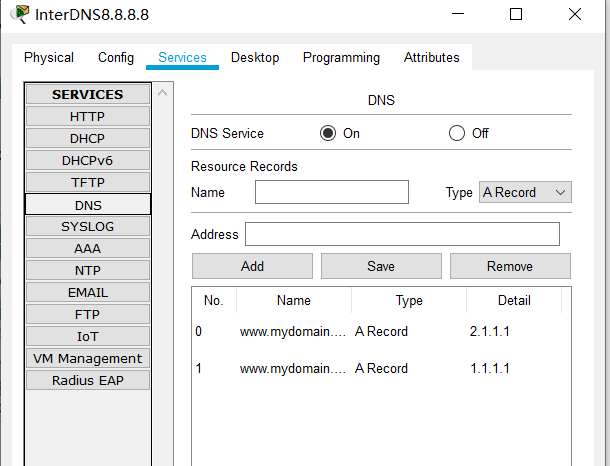 InterDNS8.8.8.8
Physical Config Services Desktop Programming Attributes
SERVICES
HTTP
DHCP
DHCPv6
TFTP
DNS
SYSLOG
AAA
NTP
EMAIL
FTP
IoT
VM Management
Radius EAP
DNS
DNS Service On Off
Resource Records
Name Type A Record
Address
Add Save Remove
No. Name Type Detail
0 www.mydomain.... A Record 2.1.1.1
1 www.mydomain.... A Record 1.1.1.1